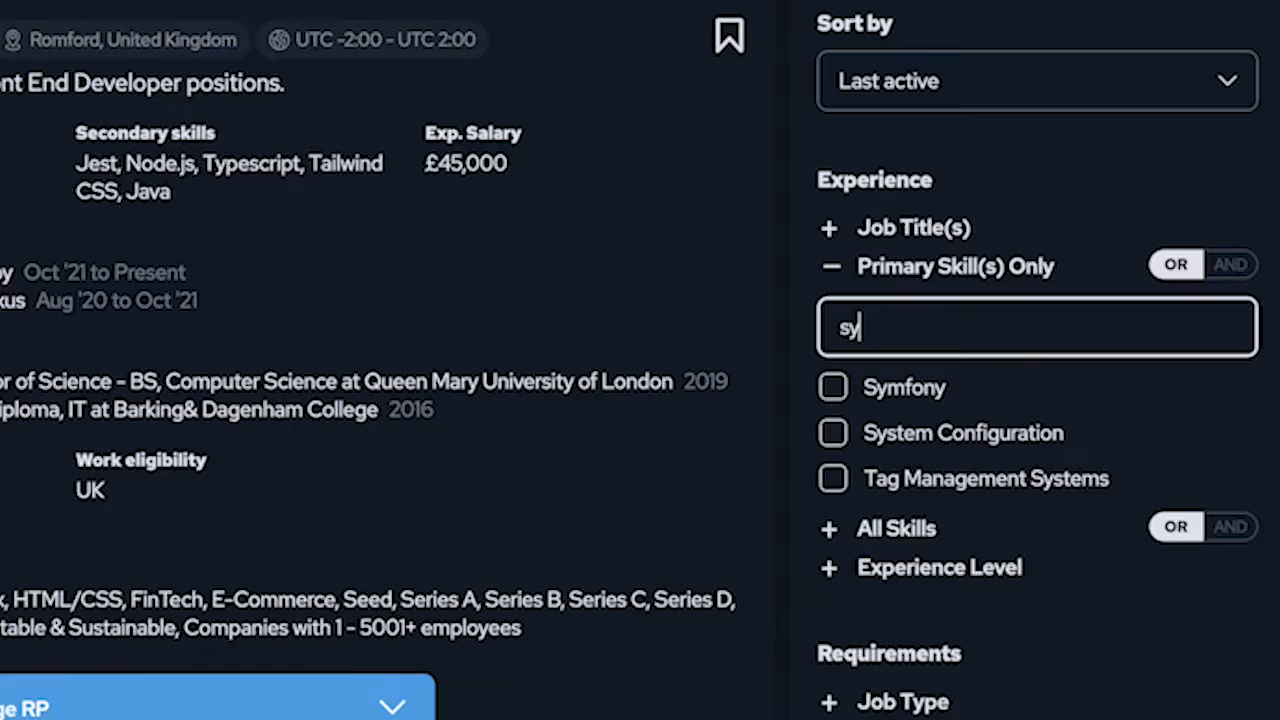 Romford, United Kingdom
UTC -2:00 - UTC 2:00
nt End Developer positions.
Secondary skills
Exp. Salary
Jest, Node.js, Typescript, Tailwind
CSS, Java
£45,000
y Oct '21 to Present
kus Aug '20 to Oct '21
or of Science - BS, Computer Science at Queen Mary University of London 2019
iploma, IT at Barking& Dagenham College 2016
Work eligibility
UK
, HTML/CSS, FinTech, E-Commerce, Seed, Series A, Series B, Series C, Series D,
table & Sustainable, Companies with 1 - 5001+ employees
ge RP
Sort by
Last active
Experience
+ Job Title(s)
− Primary Skill(s) Only
OR AND
sy
Symfony
System Configuration
Tag Management Systems
+ All Skills
OR AND
+ Experience Level
Requirements
+ Job Type